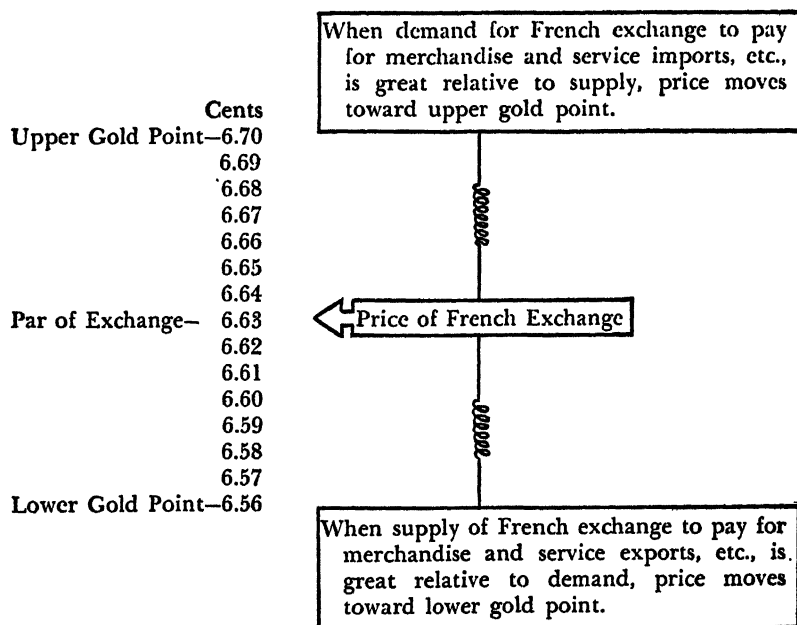 When demand for French exchange to pay
for merchandise and service imports, etc.,
is great relative to supply, price moves
toward upper gold point.
Cents
Upper Gold Point—6.70
6.69
6.68
6.67
6.66
6.65
6.64
Par of Exchange— 6.63
Price of French Exchange
6.62
6.61
6.60
6.59
6.58
6.57
Lower Gold Point—6.56
When supply of French exchange to pay for
merchandise and service exports, etc., is
great relative to demand, price moves
toward lower gold point.